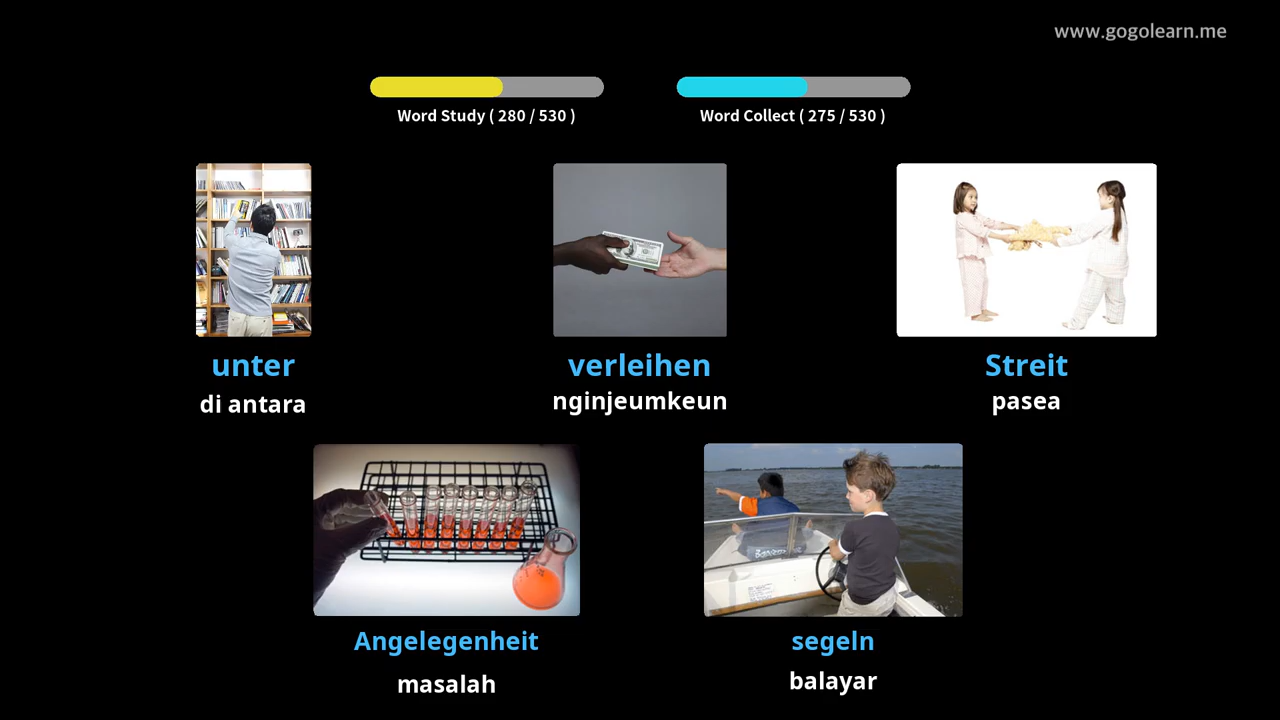 www.gogolearn.me
Word Study ( 280 / 530 )
Word Collect ( 275 / 530 )
unter
di antara
verleihen
nginjeumkeun
Streit
pasea
Angelegenheit
masalah
segeln
balayar